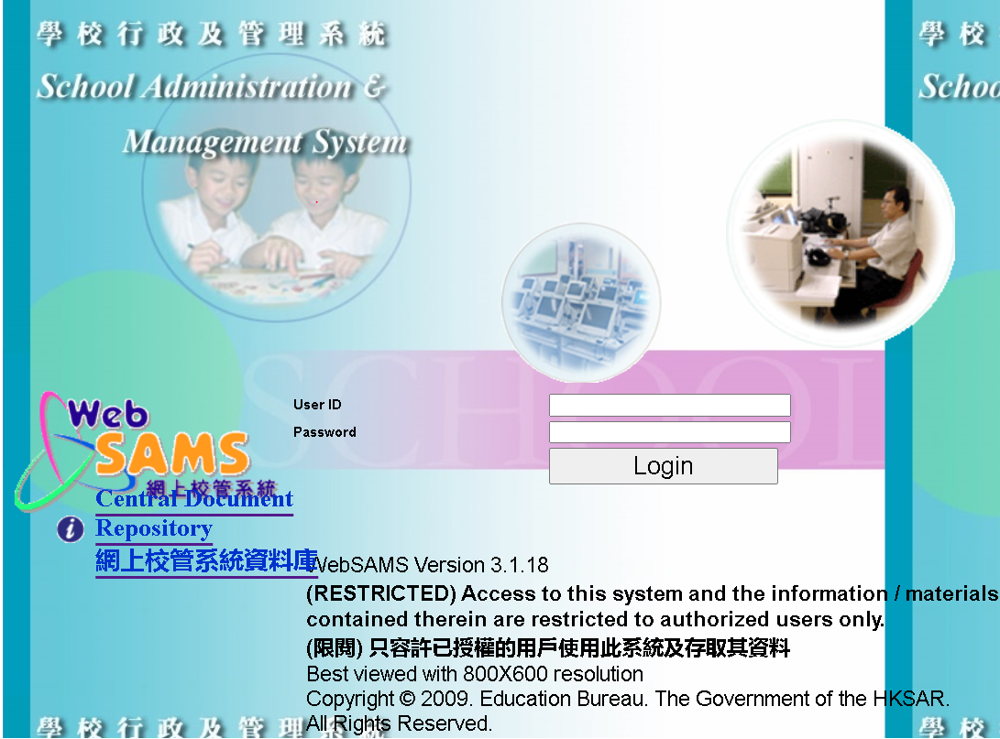 學校行政及管理系統
學校
School Administration &
Schoo
Management System
SCHOOL
User ID
Password
Login
Web
SAMS
網上校管系統
Central Document
Repository
網上校管系統資料庫
WebSAMS Version 3.1.18
(RESTRICTED) Access to this system and the information / materials
contained therein are restricted to authorized users only.
(限閱) 只容許已授權的用戶使用此系統及存取其資料
Best viewed with 800X600 resolution
Copyright © 2009. Education Bureau. The Government of the HKSAR.
All Rights Reserved.
學校行政及管理系統
學校